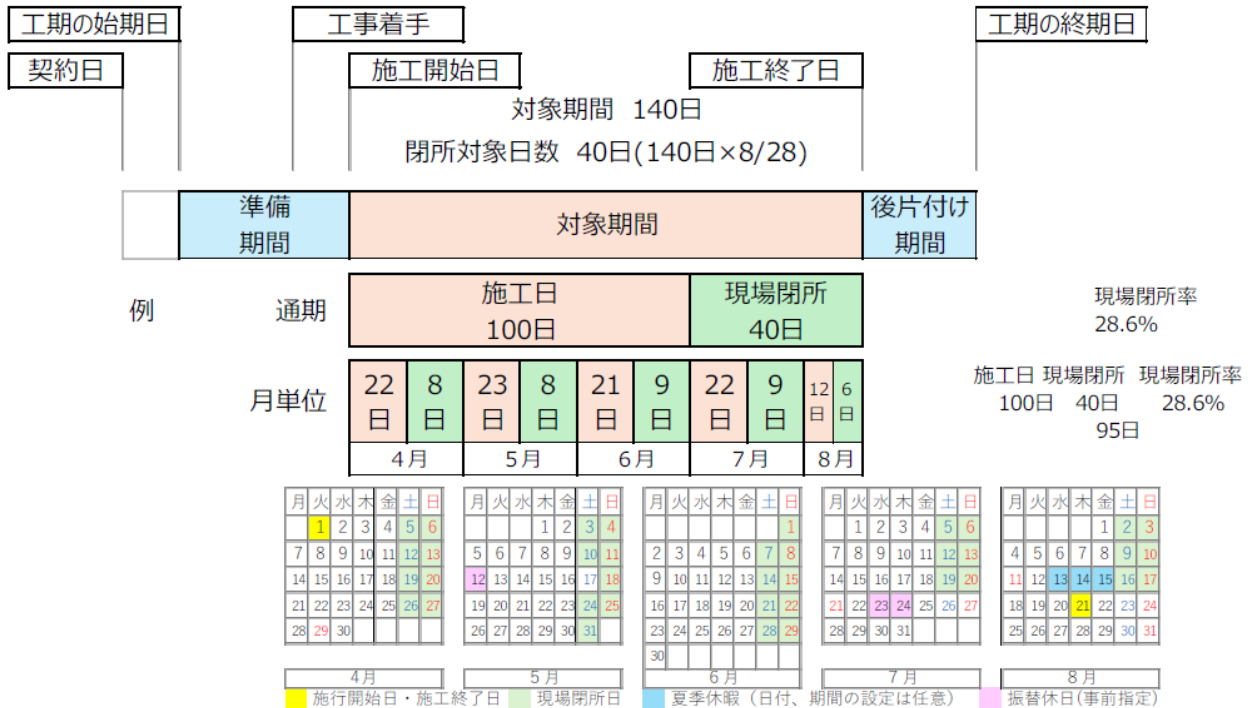 工期の始期日
工事着手
工期の終期日
契約日
施工開始日
施工終了日
対象期間 140日
閉所対象日数 40日(140日×8/28)
準備
期間
対象期間
後片付け
期間
例
通期
施工日
100日
現場閉所
40日
現場閉所率
28.6%
月単位
22
日
8
日
23
日
8
日
21
日
9
日
22
日
9
日
12
日
6
日
4月
5月
6月
7月
8月
施工日 現場閉所 現場閉所率
100日 40日 28.6%
95日
月 火 水 木 金 土 日
1 2 3 4 5 6
7 8 9 10 11 12 13
14 15 16 17 18 19 20
21 22 23 24 25 26 27
28 29 30
4月
月 火 水 木 金 土 日
1 2 3 4
5 6 7 8 9 10 11
12 13 14 15 16 17 18
19 20 21 22 23 24 25
26 27 28 29 30 31
5月
月 火 水 木 金 土 日
1
2 3 4 5 6 7 8
9 10 11 12 13 14 15
16 17 18 19 20 21 22
23 24 25 26 27 28 29
30
6月
月 火 水 木 金 土 日
1 2 3 4 5 6
7 8 9 10 11 12 13
14 15 16 17 18 19 20
21 22 23 24 25 26 27
28 29 30 31
7月
月 火 水 木 金 土 日
1 2 3
4 5 6 7 8 9 10
11 12 13 14 15 16 17
18 19 20 21 22 23 24
25 26 27 28 29 30 31
8月
施行開始日・施工終了日 現場閉所日 夏季休暇（日付、期間の設定は任意） 振替休日(事前指定)